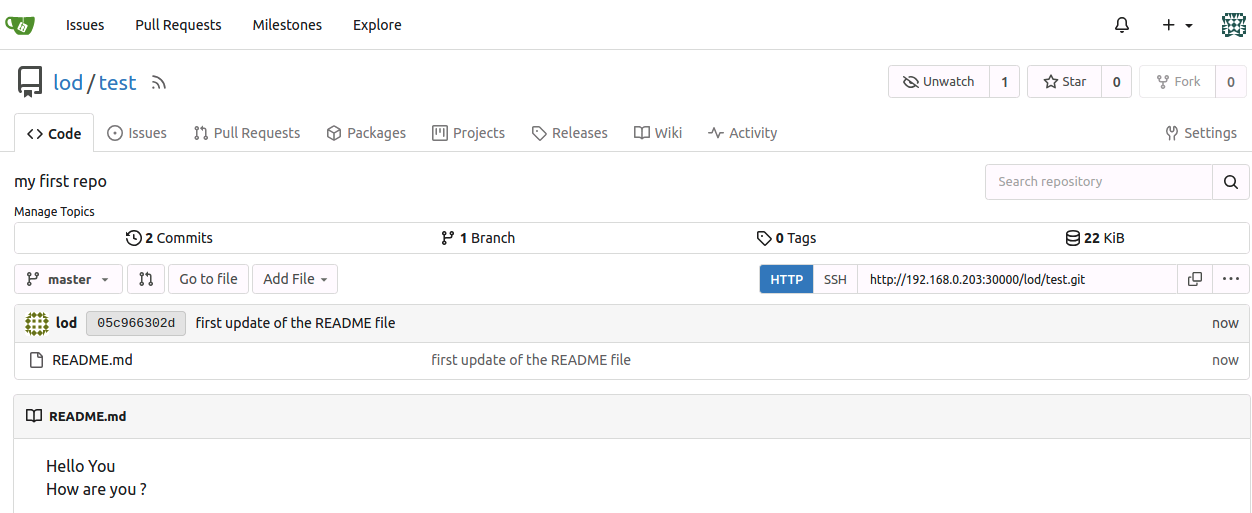 Issues Pull Requests Milestones Explore
lod / test Unwatch 1 Star 0 Fork 0
Code Issues Pull Requests Packages Projects Releases Wiki Activity Settings
my first repo Search repository
Manage Topics
2 Commits 1 Branch 0 Tags 22 KiB
master Go to file Add File HTTP SSH http://192.168.0.203:30000/lod/test.git
lod 05c966302d first update of the README file now
README.md first update of the README file now
README.md
Hello You
How are you ?